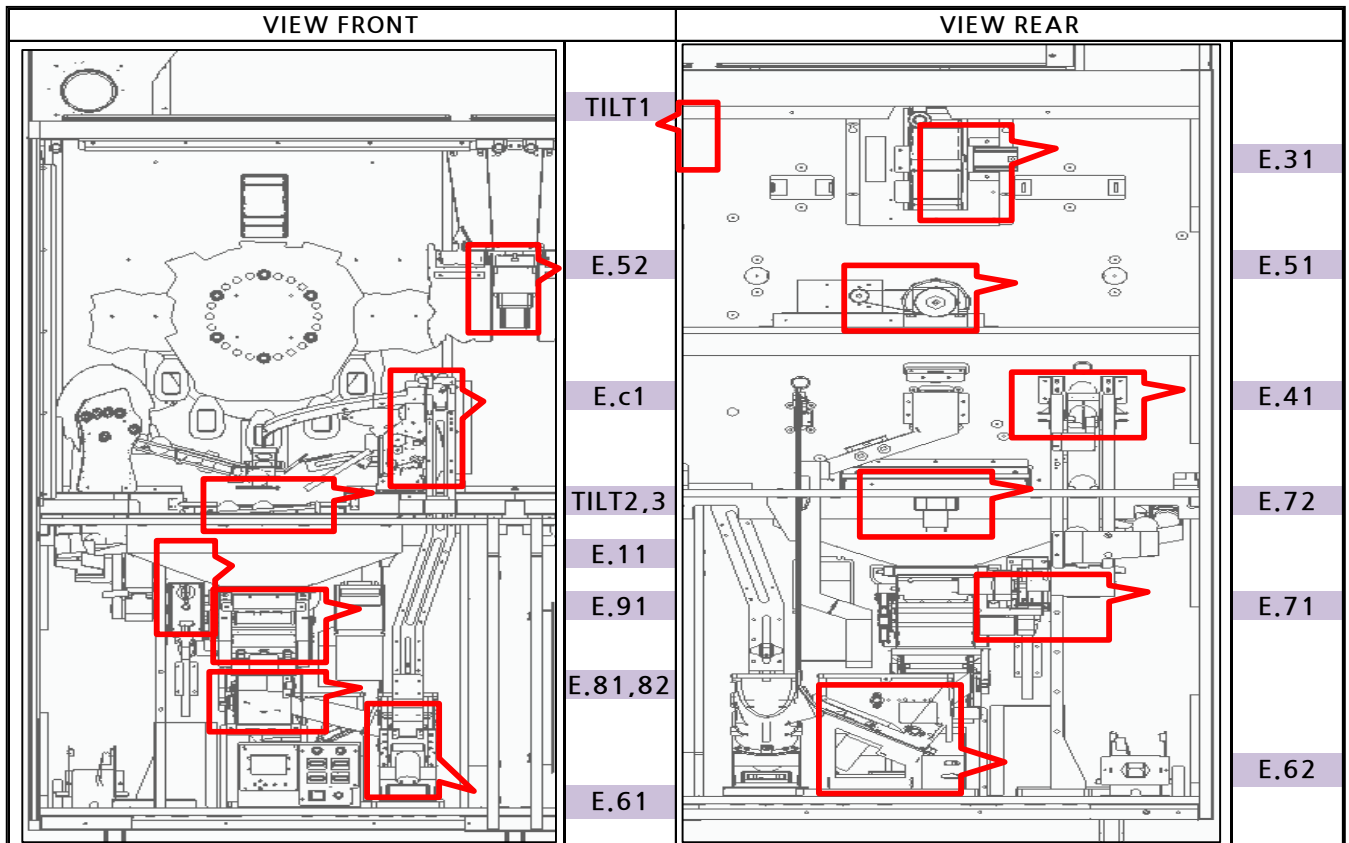 VIEW FRONT
VIEW REAR
TILT1
E.52
E.c1
TILT2,3
E.11
E.91
E.81,82
E.61
E.31
E.51
E.41
E.72
E.71
E.62